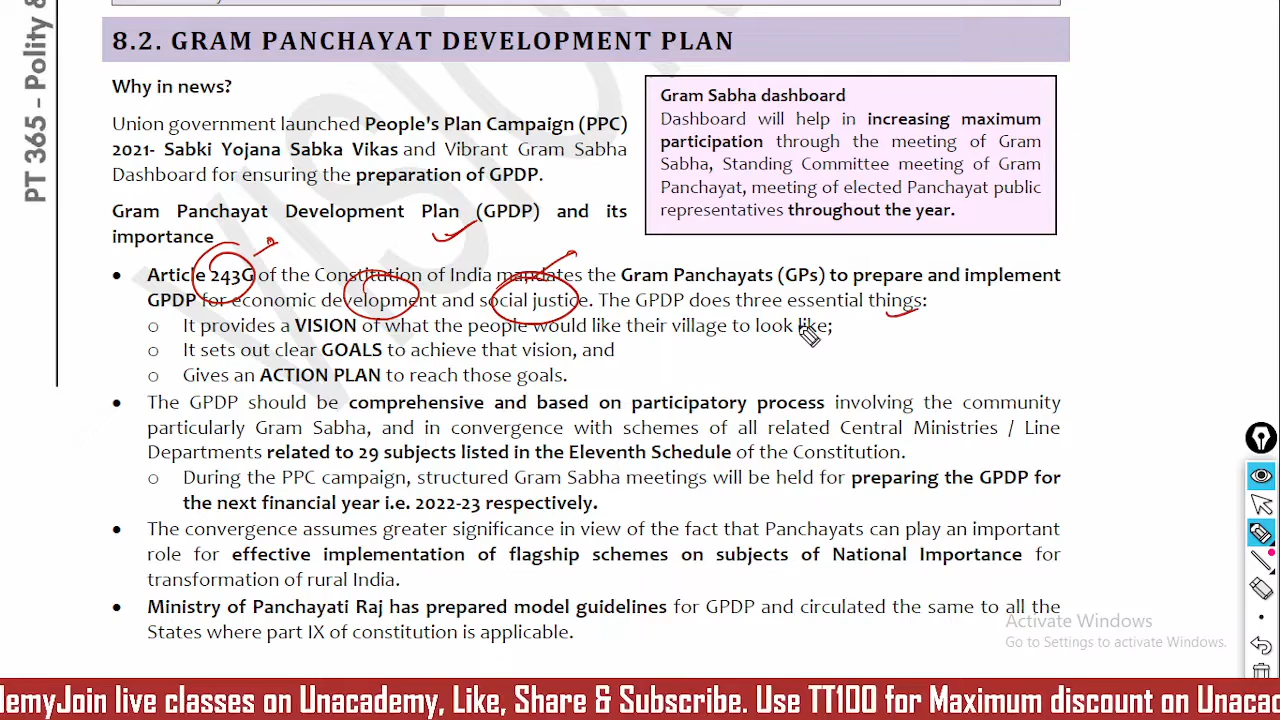 PT 365 - Polity &
8.2. GRAM PANCHAYAT DEVELOPMENT PLAN
Why in news?
Union government launched People's Plan Campaign (PPC)
2021- Sabki Yojana Sabka Vikas and Vibrant Gram Sabha
Dashboard for ensuring the preparation of GPDP.
Gram Panchayat Development Plan (GPDP) and its
importance
Gram Sabha dashboard
Dashboard will help in increasing maximum
participation through the meeting of Gram
Sabha, Standing Committee meeting of Gram
Panchayat, meeting of elected Panchayat public
representatives throughout the year.
• Article 243G of the Constitution of India mandates the Gram Panchayats (GPs) to prepare and implement
GPDP for economic development and social justice. The GPDP does three essential things:
o It provides a VISION of what the people would like their village to look like;
o It sets out clear GOALS to achieve that vision, and
o Gives an ACTION PLAN to reach those goals.
• The GPDP should be comprehensive and based on participatory process involving the community
particularly Gram Sabha, and in convergence with schemes of all related Central Ministries / Line
Departments related to 29 subjects listed in the Eleventh Schedule of the Constitution.
o During the PPC campaign, structured Gram Sabha meetings will be held for preparing the GPDP for
the next financial year i.e. 2022-23 respectively.
• The convergence assumes greater significance in view of the fact that Panchayats can play an important
role for effective implementation of flagship schemes on subjects of National Importance for
transformation of rural India.
• Ministry of Panchayati Raj has prepared model guidelines for GPDP and circulated the same to all the
States where part IX of constitution is applicable.
Activate Windows
Go to Settings to activate Windows.
demyJoin live classes on Unacademy, Like, Share & Subscribe. Use TT100 for Maximum discount on Unacac